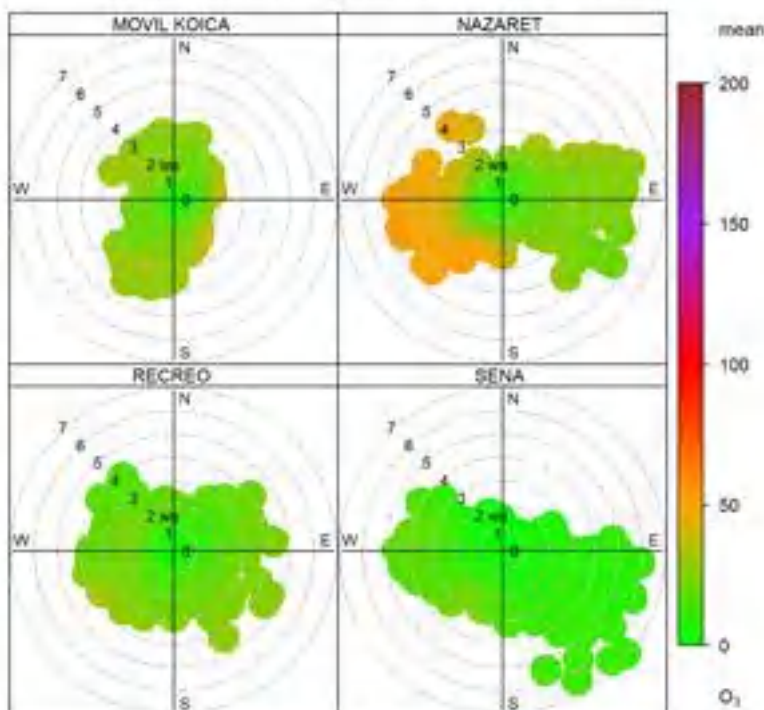 MOVIL KOICA
NAZARET
mean
N
7
6
5
4
3
2 ws
1
0
W
E
S
N
7
6
5
4
3
2 ws
1
0
W
E
S
200
150
100
50
0
RECREO
SENA
N
7
6
5
4
3
2 ws
1
0
W
E
S
N
7
6
5
4
3
2 ws
1
0
W
E
S
O₃